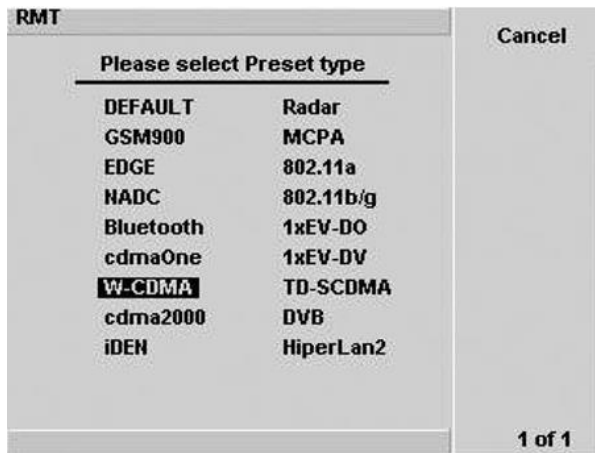 RMT
Cancel
Please select Preset type
DEFAULT Radar
GSM900 MCPA
EDGE 802.11a
NADC 802.11b/g
Bluetooth 1xEV-DO
cdmaOne 1xEV-DV
W-CDMA TD-SCDMA
cdma2000 DVB
iDEN HiperLan2
1 of 1